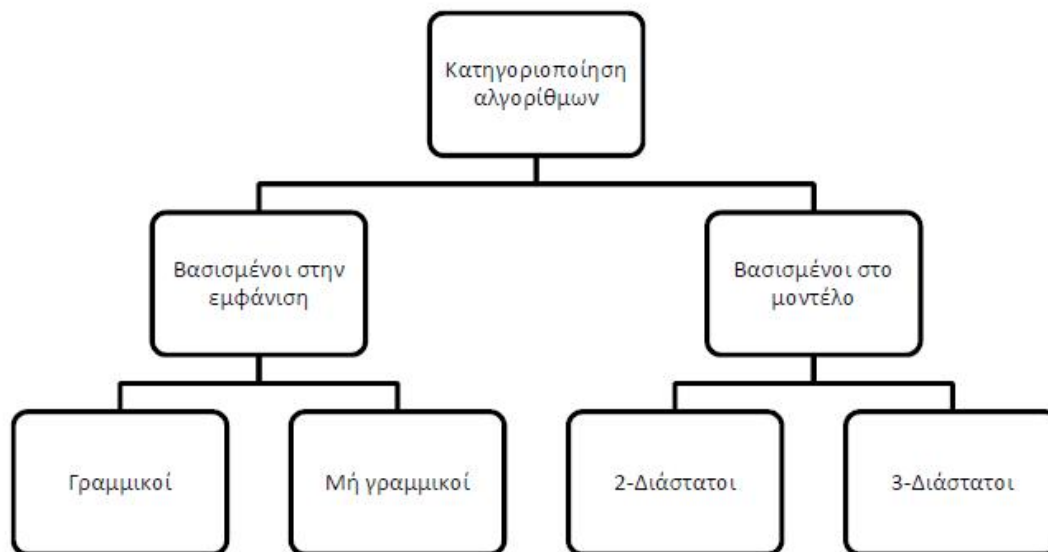 Κατηγοριοποίηση
αλγορίθμων
Βασισμένοι στην
εμφάνιση
Βασισμένοι στο
μοντέλο
Γραμμικοί
Μή γραμμικοί
2-Διάστατοι
3-Διάστατοι